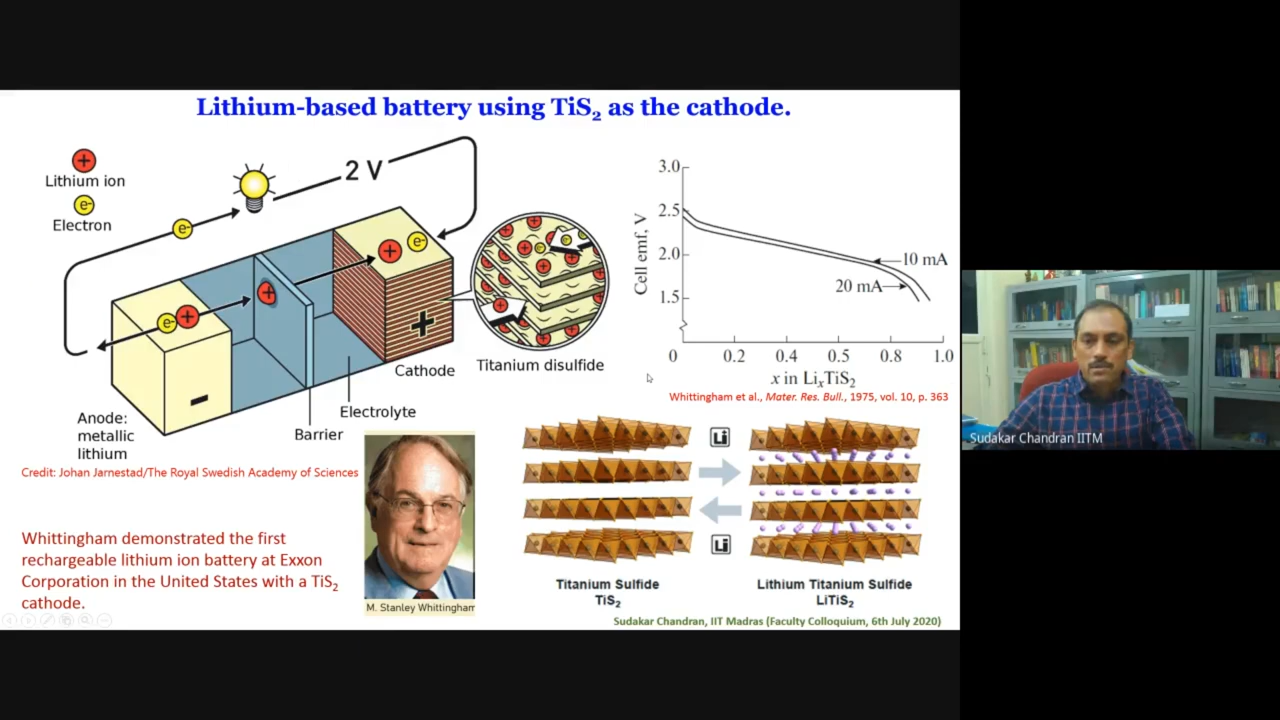 Lithium-based battery using TiS₂ as the cathode.
Lithium ion
e-
Electron
e-
2 V
e-
e-
Anode:
metallic
lithium
Barrier
Electrolyte
Cathode
Titanium disulfide
Credit: Johan Jarnestad/The Royal Swedish Academy of Sciences
3.0
2.5
2.0
1.5
Cell emf, V
10 mA
20 mA
0 0.2 0.4 0.5 0.8 1.0
x in LiₓTiS₂
Whittingham et al., Mater. Res. Bull., 1975, vol. 10, p. 363
Whittingham demonstrated the first
rechargeable lithium ion battery at Exxon
Corporation in the United States with a TiS₂
cathode.
M. Stanley Whittingham
Li
Li
Titanium Sulfide
TiS₂
Lithium Titanium Sulfide
LiTiS₂
Sudakar Chandran, IIT Madras (Faculty Colloquium, 6th July 2020)
Sudakar Chandran IITM